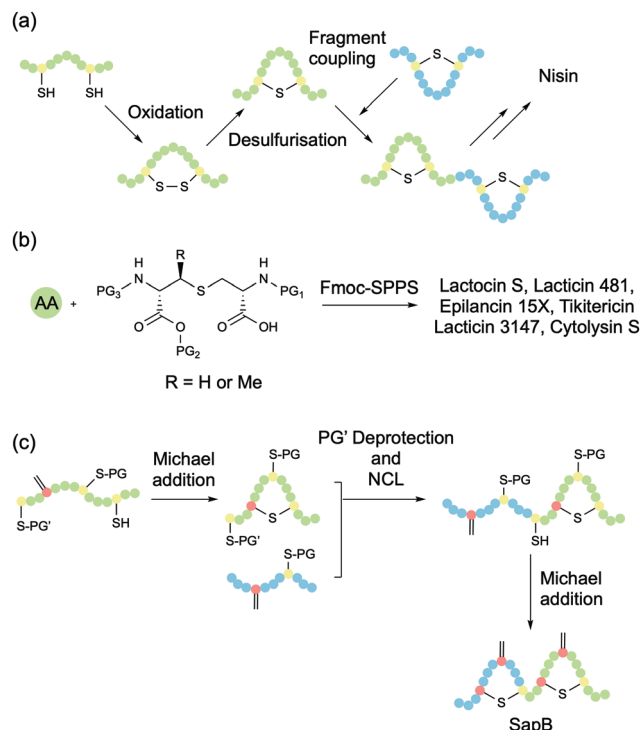 (a)
SH
SH
Oxidation
S-S
S
Desulfurisation
Fragment
coupling
S
S
S
Nisin
(b)
AA
+
PG3
H
N
R
S
H
N
PG1
O
O
PG2
O
OH
R = H or Me
Fmoc-SPPS
Lactocin S, Lacticin 481,
Epilancin 15X, Tikitericin
Lacticin 3147, Cytolysin S
(c)
S-PG
S-PG'
SH
Michael
addition
S-PG
S
S-PG'
S-PG
PG' Deprotection
and
NCL
S-PG
S-PG
SH
S
Michael
addition
S
S
SapB